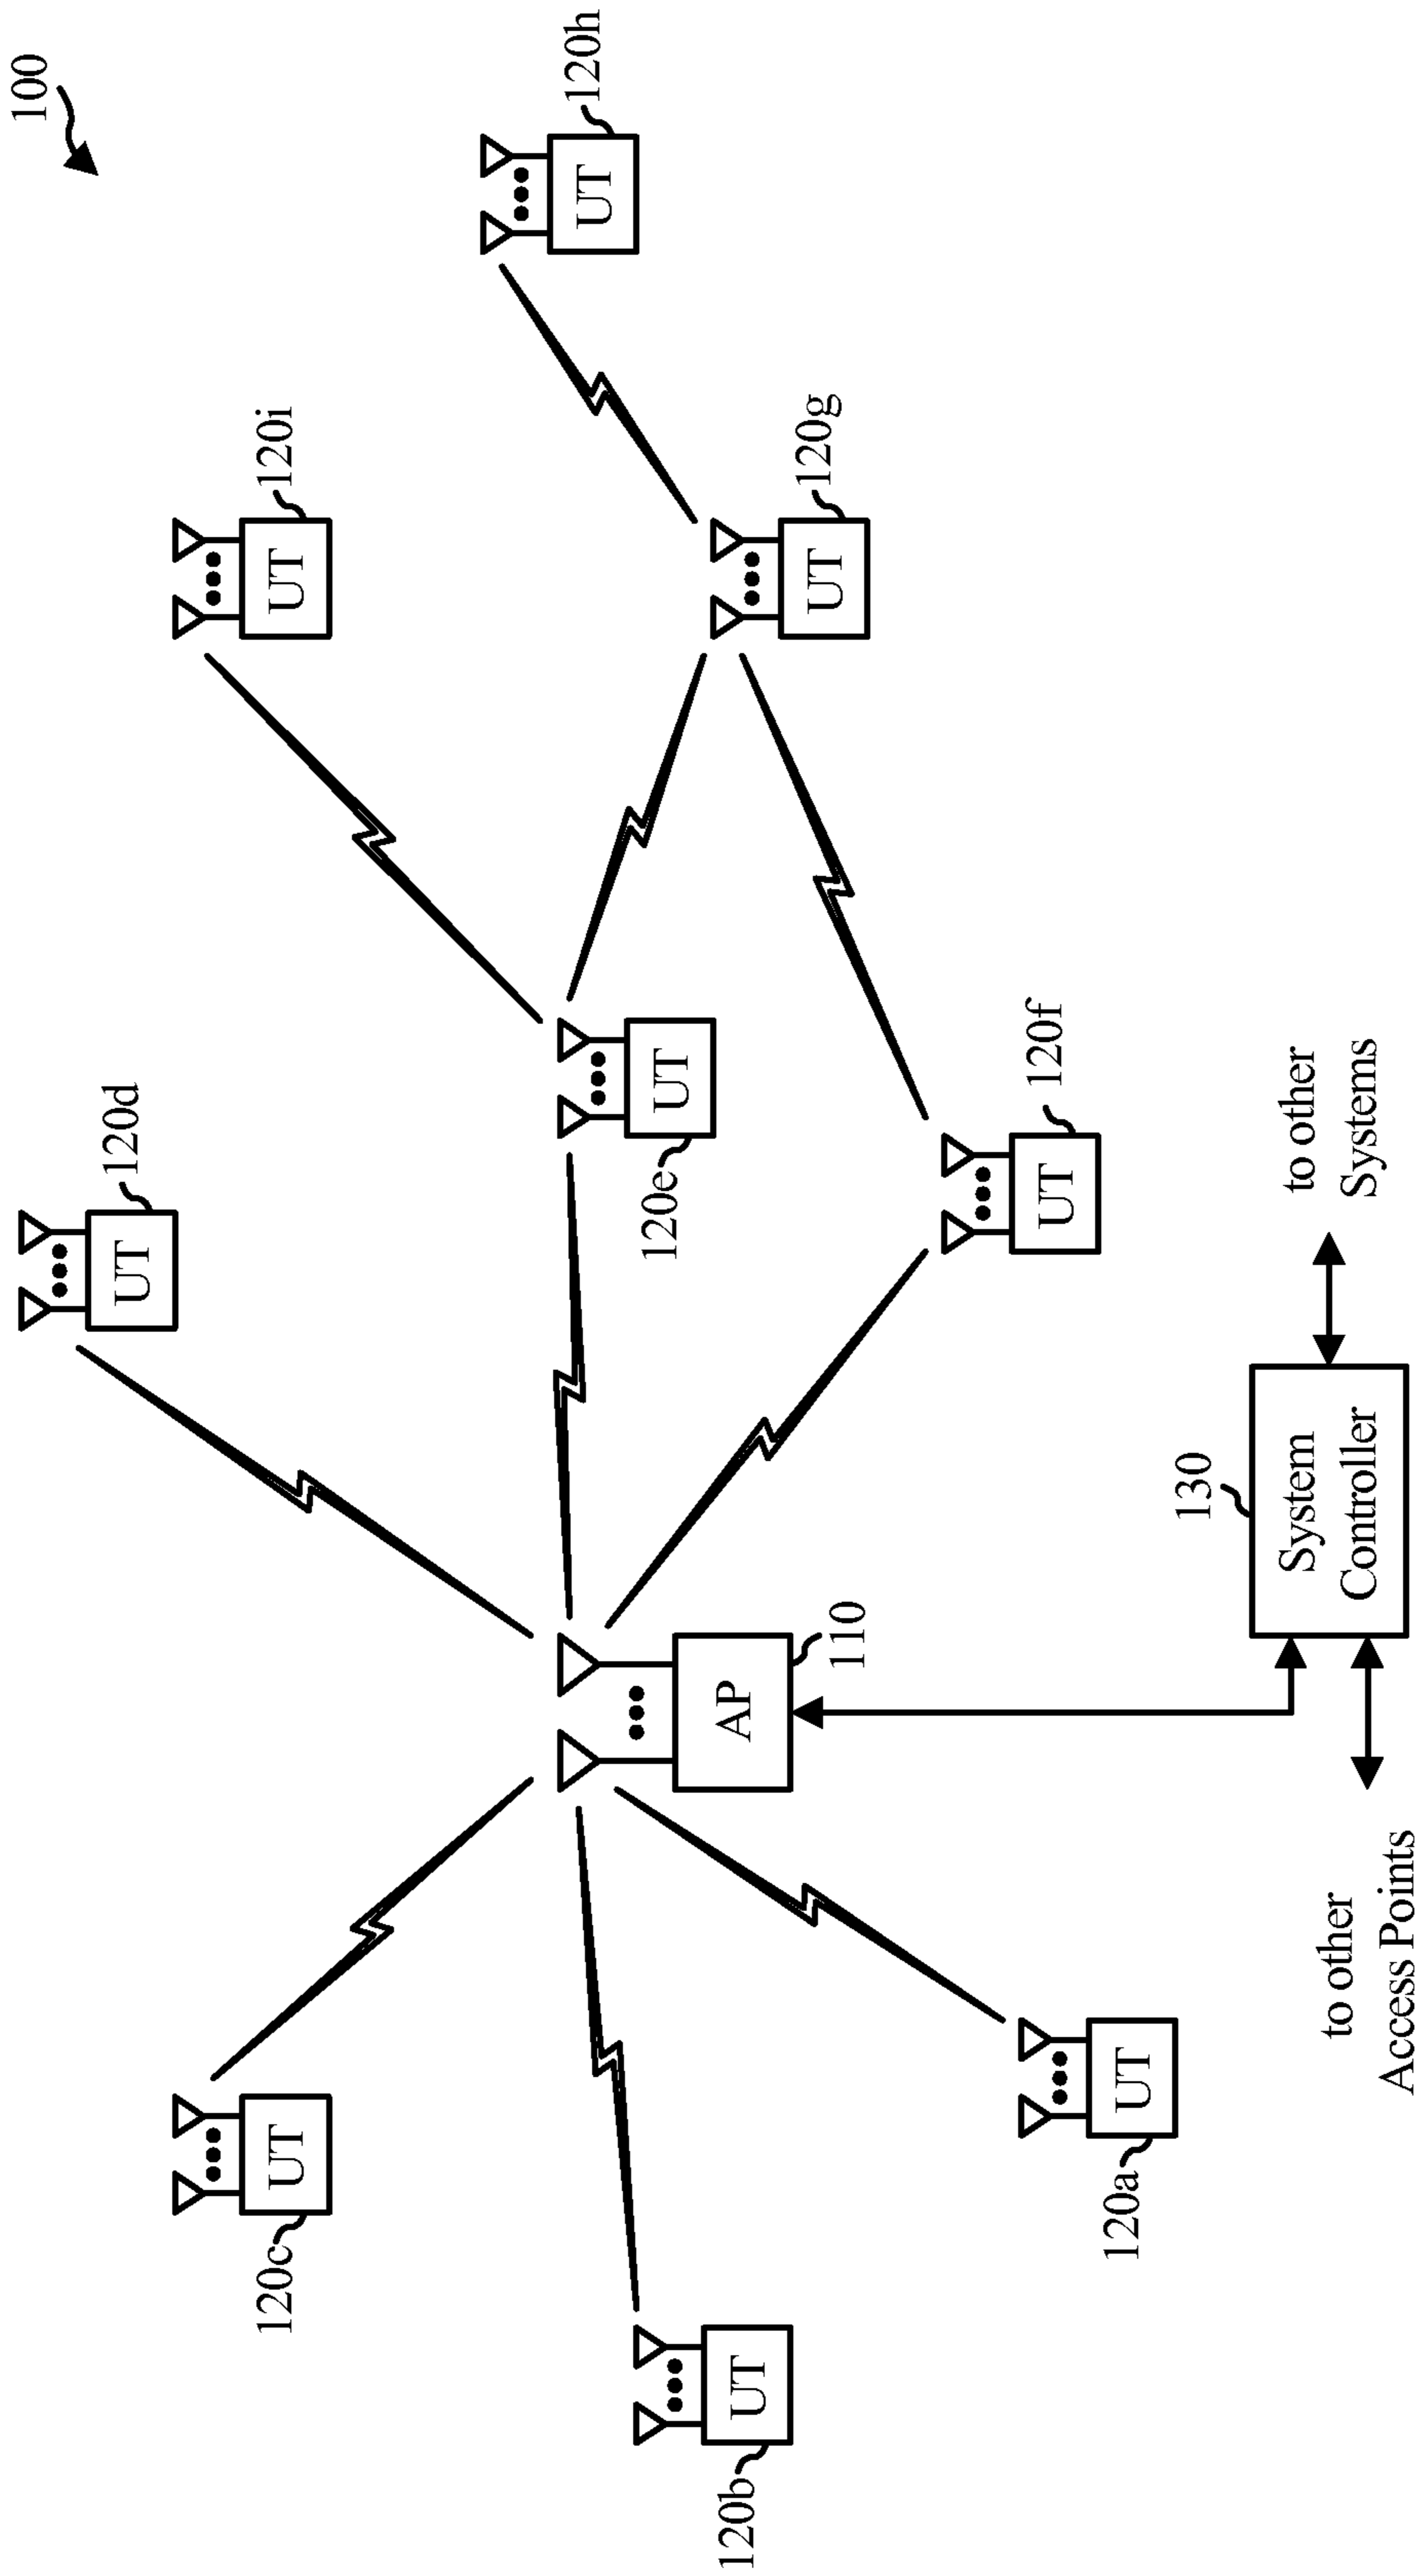 100
120d
UT
120i
UT
120h
UT
120c
UT
120e
UT
120g
UT
120b
UT
AP
110
120f
UT
120a
UT
130
System
Controller
to other
Systems
to other
Access Points